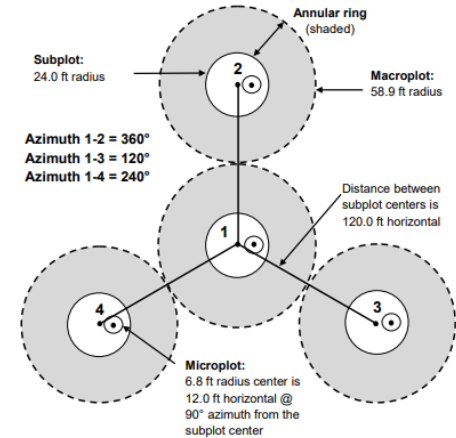 Annular ring
(shaded)
Subplot:
24.0 ft radius
2
Macroplot:
58.9 ft radius
Azimuth 1-2 = 360°
Azimuth 1-3 = 120°
Azimuth 1-4 = 240°
Distance between
subplot centers is
120.0 ft horizontal
1
4
3
Microplot:
6.8 ft radius center is
12.0 ft horizontal @
90° azimuth from the
subplot center